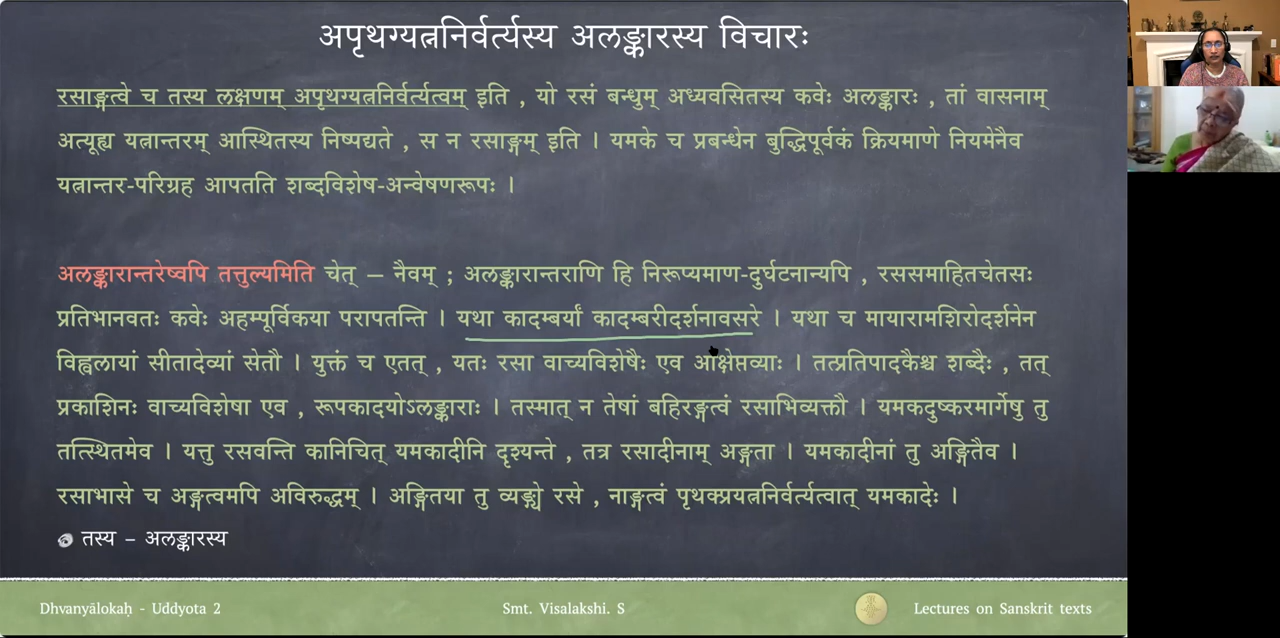 अपृथग्यत्ननिर्वर्त्यस्य अलङ्कारस्य विचारः
रसाङ्गत्वे च तस्य लक्षणम् अपृथग्यत्ननिर्वर्त्यत्वम् इति , यो रसं बन्धुम् अध्यवसितस्य कवेः अलङ्कारः , तां वासनाम्
अत्यूह्य यत्नान्तरम् आस्थितस्य निष्पद्यते , स न रसाङ्गम् इति । यमके च प्रबन्धेन बुद्धिपूर्वकं क्रियमाणे नियमेनैव
यत्नान्तर-परिग्रह आपतति शब्दविशेष-अन्वेषणरूपः ।
अलङ्कारान्तरेष्वपि तत्तुल्यमिति चेत् – नैवम् ; अलङ्कारान्तराणि हि निरूप्यमाण-दुर्घटनान्यपि , रससमाहितचेतसः
प्रतिभानवतः कवेः अहम्पूर्विकया परापतन्ति । यथा कादम्बर्यां कादम्बरीदर्शनावसरे । यथा च मायारामशिरोदर्शनेन
विह्वलायां सीतादेव्यां सेतौ । युक्तं च एतत् , यतः रसा वाच्यविशेषैः एव आक्षेप्तव्याः । तत्प्रतिपादकैश्च शब्दैः , तत्
प्रकाशिनः वाच्यविशेषा एव , रूपकादयोऽलङ्काराः । तस्मात् न तेषां बहिरङ्गत्वं रसाभिव्यक्तौ । यमकदुष्करमार्गेषु तु
तत्स्थितमेव । यत्तु रसवन्ति कानिचित् यमकादीनि दृश्यन्ते , तत्र रसादीनाम् अङ्गता । यमकादीनां तु अङ्गितैव ।
रसाभासे च अङ्गत्वमपि अविरुद्धम् । अङ्गितया तु व्यङ्ग्ये रसे , नाङ्गत्वं पृथक्प्रयत्ननिर्वर्त्यत्वात् यमकादेः ।
तस्य – अलङ्कारस्य
Dhvanyālokaḥ - Uddyota 2
Smt. Visalakshi. S
Lectures on Sanskrit texts